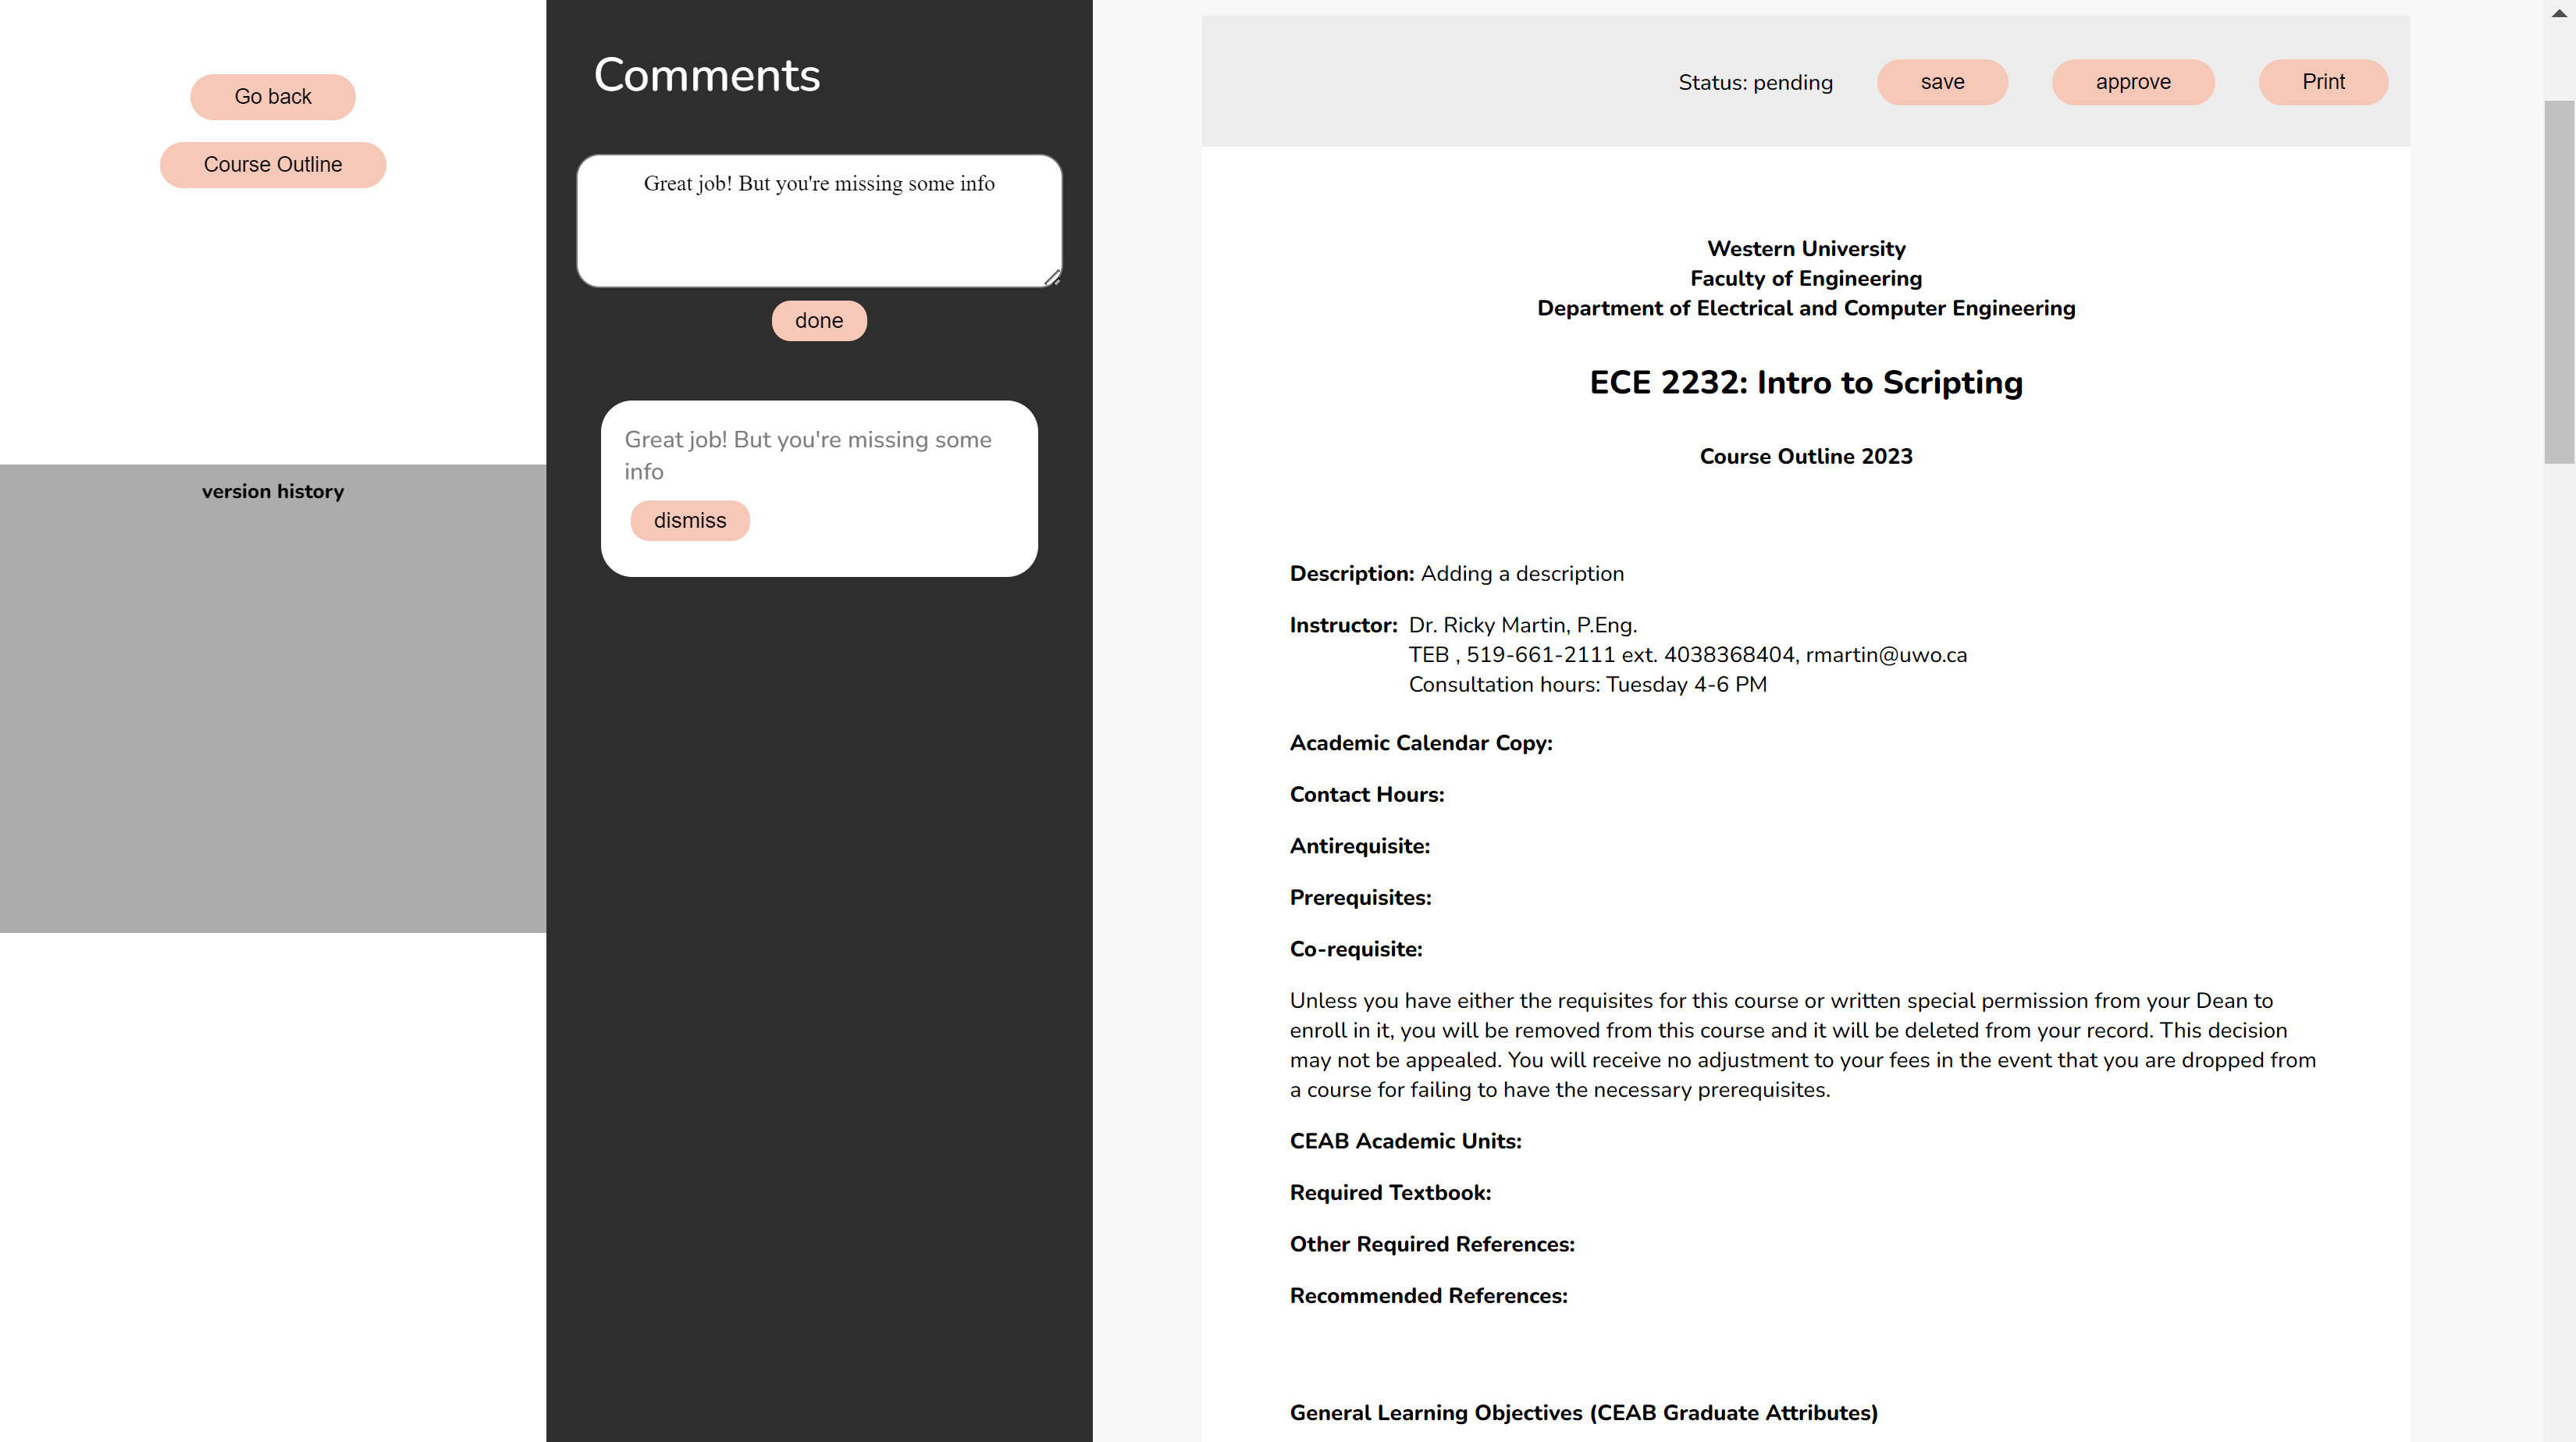 Go back
Course Outline
version history
Comments
Great job! But you're missing some info
done
Great job! But you're missing some
info
dismiss
Status: pending
save
approve
Print
Western University
Faculty of Engineering
Department of Electrical and Computer Engineering
ECE 2232: Intro to Scripting
Course Outline 2023
Description: Adding a description
Instructor: Dr. Ricky Martin, P.Eng.
TEB , 519-661-2111 ext. 4038368404, rmartin@uwo.ca
Consultation hours: Tuesday 4-6 PM
Academic Calendar Copy:
Contact Hours:
Antirequisite:
Prerequisites:
Co-requisite:
Unless you have either the requisites for this course or written special permission from your Dean to
enroll in it, you will be removed from this course and it will be deleted from your record. This decision
may not be appealed. You will receive no adjustment to your fees in the event that you are dropped from
a course for failing to have the necessary prerequisites.
CEAB Academic Units:
Required Textbook:
Other Required References:
Recommended References:
General Learning Objectives (CEAB Graduate Attributes)